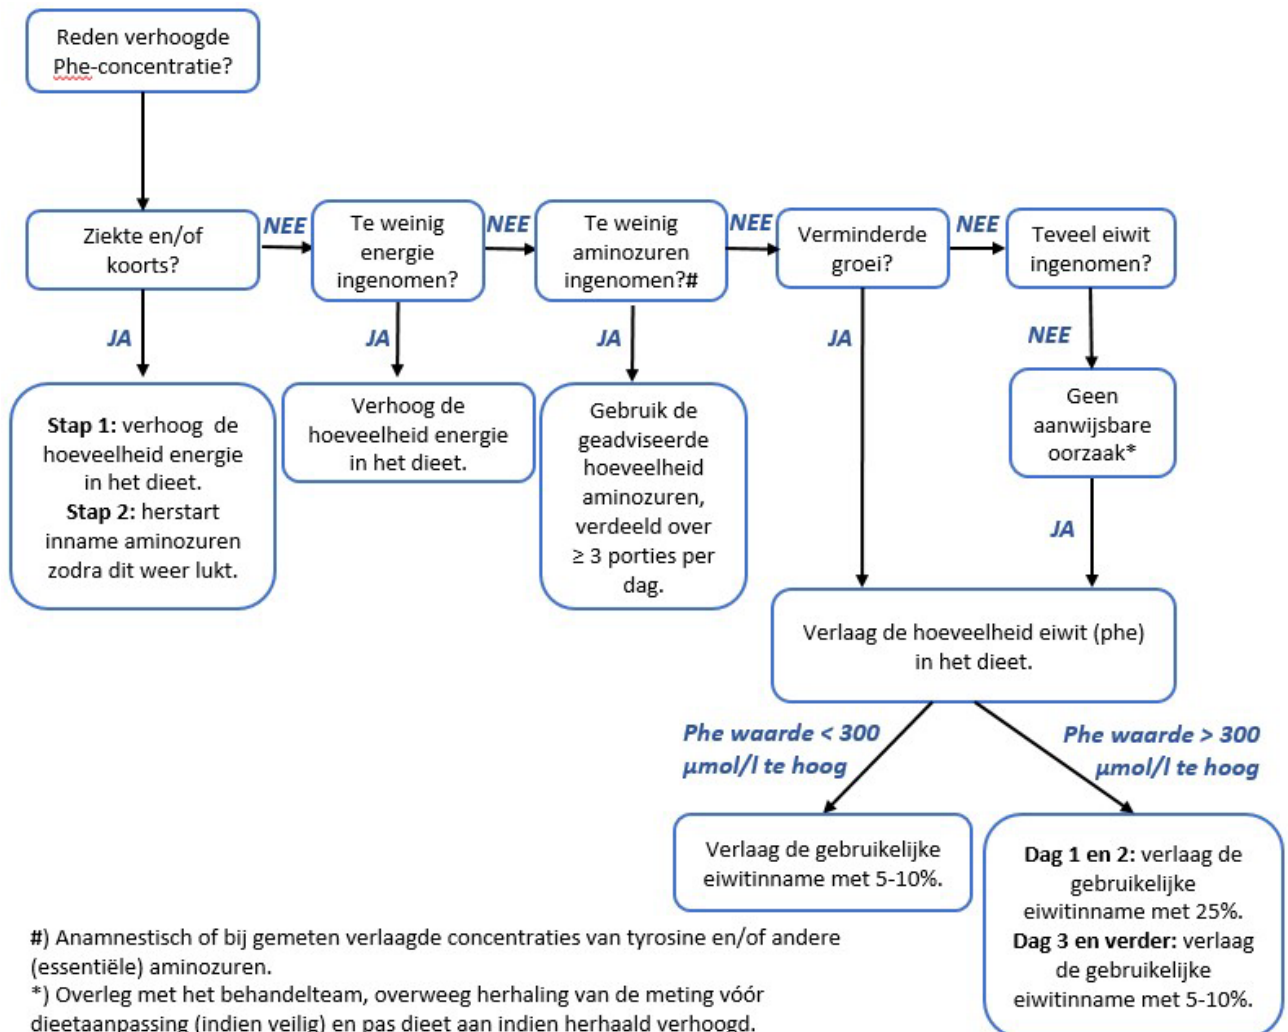 Reden verhoogde
Phe-concentratie?
Ziekte en/of
koorts?
NEE
Te weinig
energie
ingenomen?
NEE
Te weinig
aminozuren
ingenomen?#
NEE
Verminderde
groei?
NEE
Teveel eiwit
ingenomen?
JA
JA
JA
JA
NEE
Stap 1: verhoog de
hoeveelheid energie
in het dieet.
Stap 2: herstart
inname aminozuren
zodra dit weer lukt.
Verhoog de
hoeveelheid energie
in het dieet.
Gebruik de
geadviseerde
hoeveelheid
aminozuren,
verdeeld over
≥ 3 porties per
dag.
Geen
aanwijsbare
oorzaak*
JA
Verlaag de hoeveelheid eiwit (phe)
in het dieet.
Phe waarde < 300
µmol/l te hoog
Phe waarde > 300
µmol/l te hoog
Verlaag de gebruikelijke
eiwitinname met 5-10%.
Dag 1 en 2: verlaag de
gebruikelijke
eiwitinname met 25%.
Dag 3 en verder: verlaag
de gebruikelijke
eiwitinname met 5-10%.
#) Anamnestisch of bij gemeten verlaagde concentraties van tyrosine en/of andere
(essentiële) aminozuren.
*) Overleg met het behandelteam, overweeg herhaling van de meting vóór
dieetaanpassing (indien veilig) en pas dieet aan indien herhaald verhoogd.